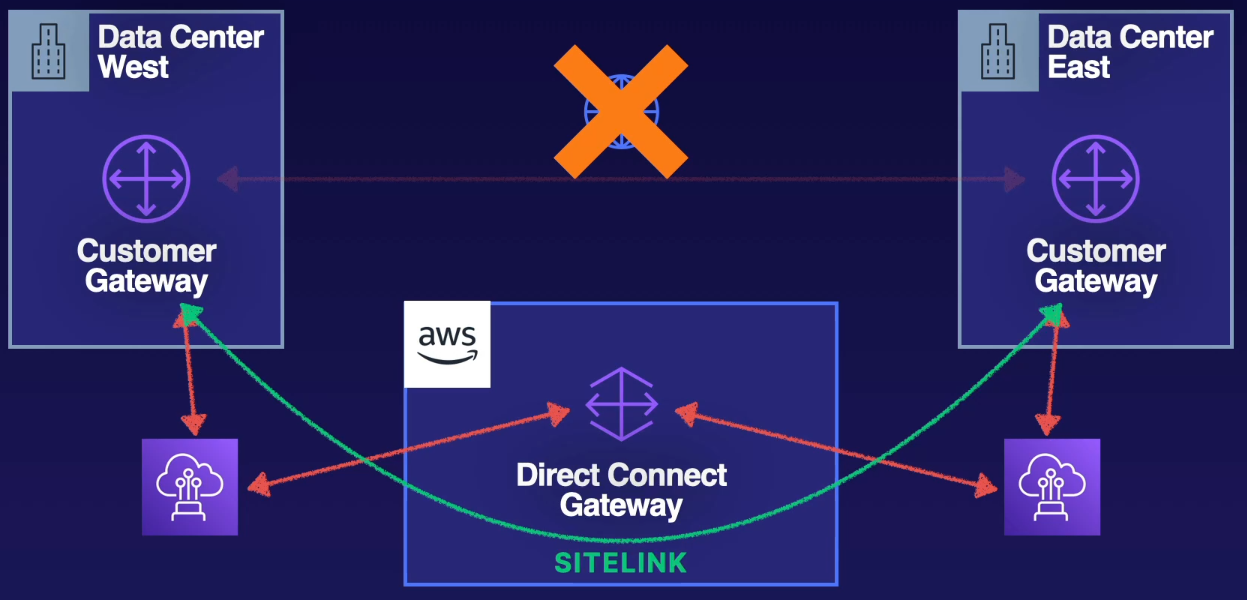 Data Center
West
Data Center
East
Customer
Gateway
Customer
Gateway
aws
Direct Connect
Gateway
SITELINK